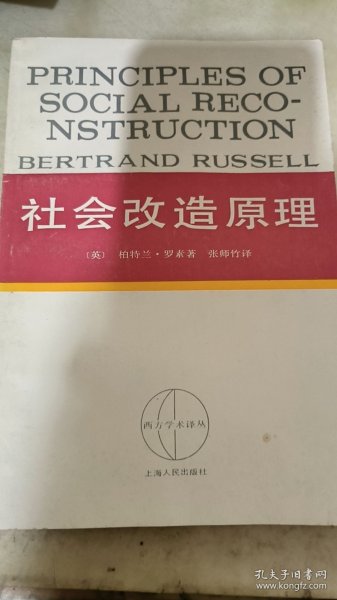 PRINCIPLES OF
SOCIAL RECO-
NSTRUCTION
BERTRAND RUSSELL
社会改造原理
〔英〕 柏特兰·罗素著 张师竹译
西方学术译丛
上海人民出版社
孔夫子旧书网
www.kongfz.com